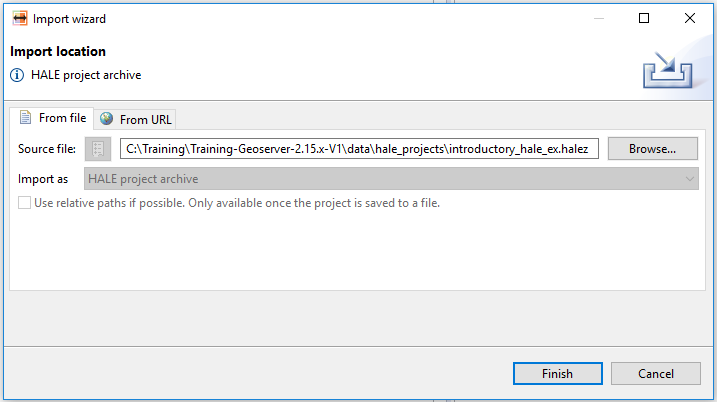 Import wizard
Import location
HALE project archive
From file
From URL
Source file: C:\Training\Training-Geoserver-2.15.x-V1\data\hale_projects\introductory_hale_ex.halez Browse...
Import as HALE project archive
Use relative paths if possible. Only available once the project is saved to a file.
Finish Cancel